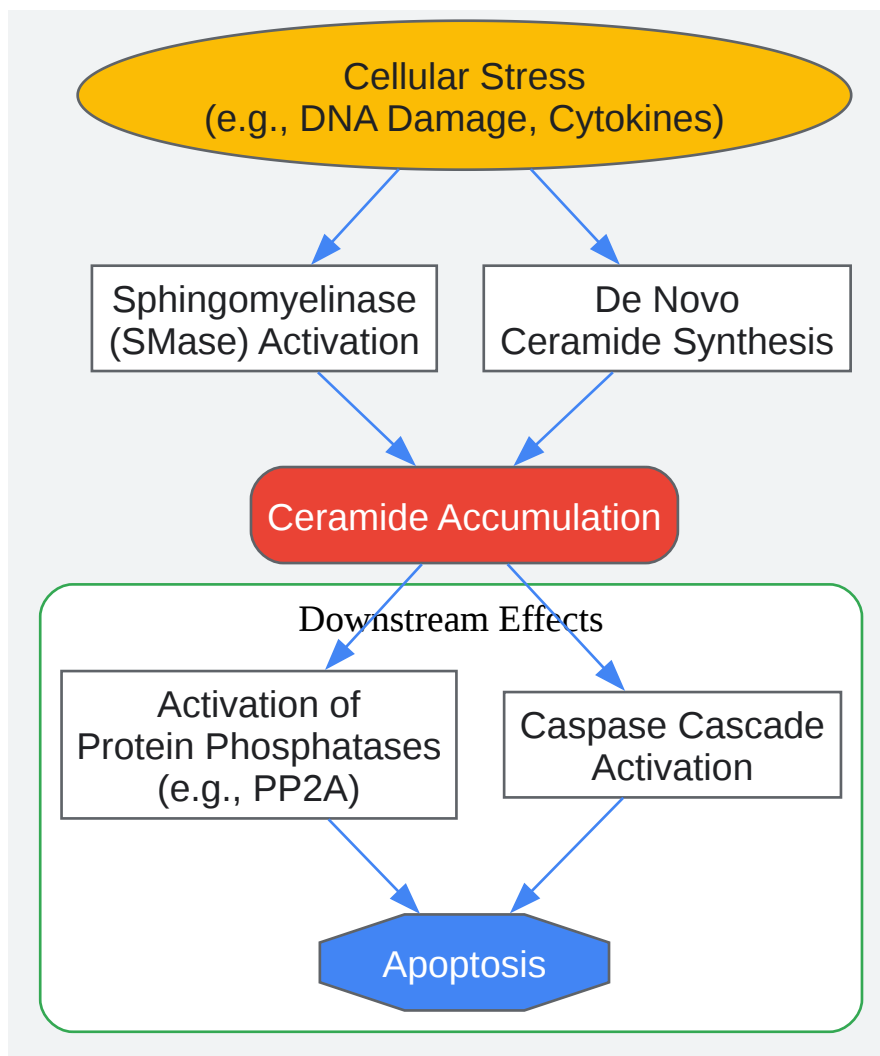 Cellular Stress
(e.g., DNA Damage, Cytokines)
Sphingomyelinase
(SMase) Activation
De Novo
Ceramide Synthesis
Ceramide Accumulation
Downstream Effects
Activation of
Protein Phosphatases
(e.g., PP2A)
Caspase Cascade
Activation
Apoptosis